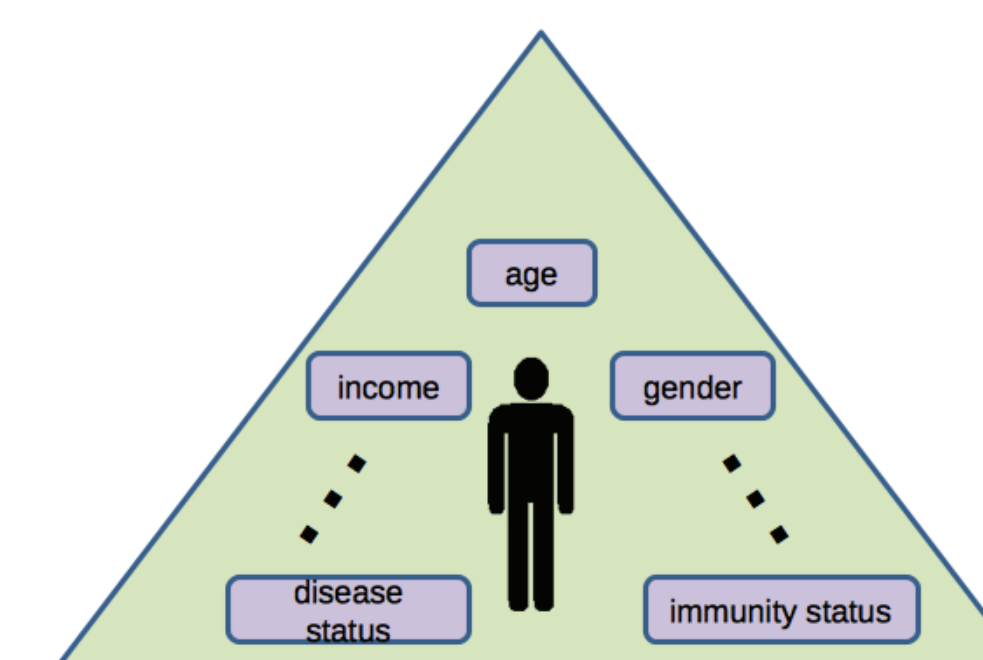 age
income
gender
disease
status
immunity status